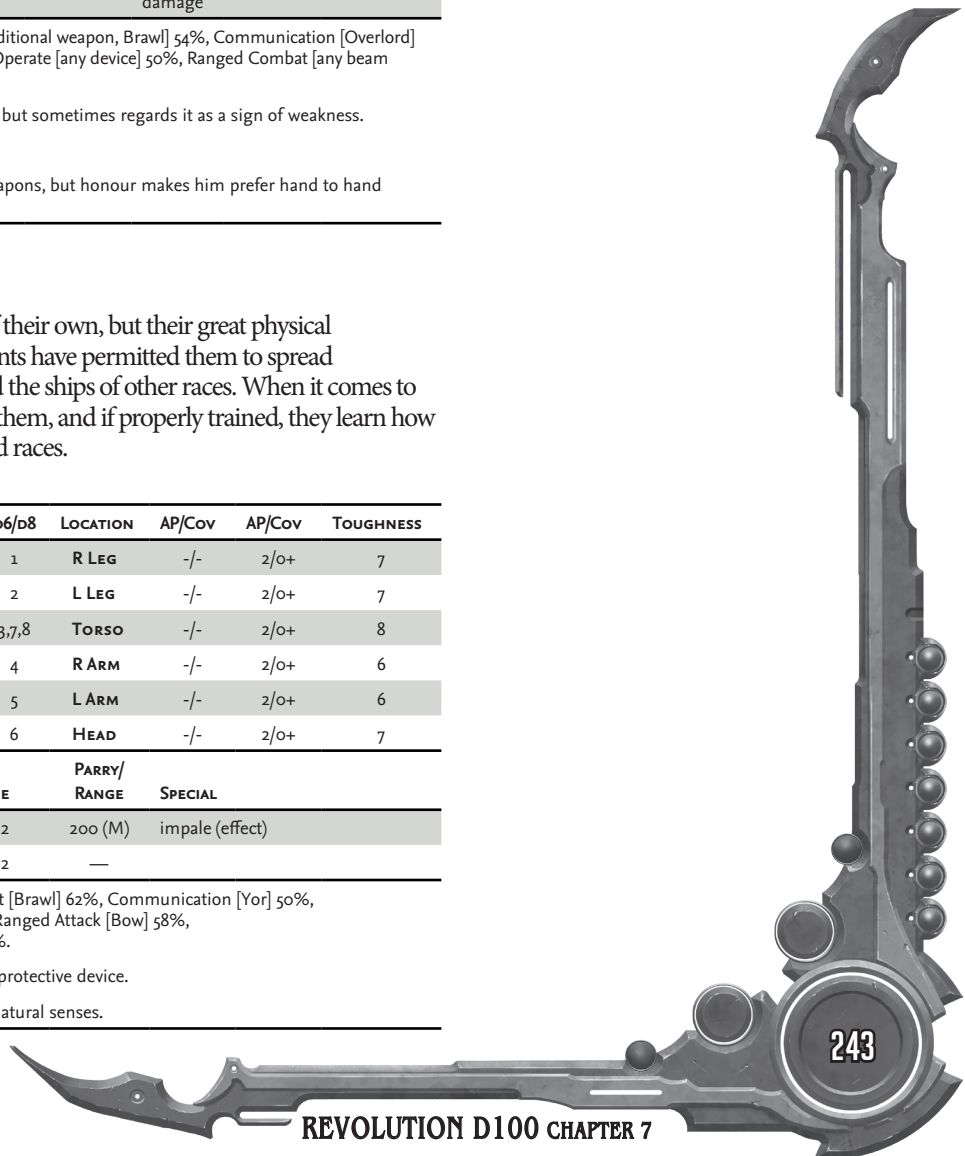 damage
ditional weapon, Brawl] 54%, Communication [Overlord]
Operate [any device] 50%, Ranged Combat [any beam
but sometimes regards it as a sign of weakness.
apons, but honour makes him prefer hand to hand
their own, but their great physical
nts have permitted them to spread
the ships of other races. When it comes to
them, and if properly trained, they learn how
d races.
D6/D8 LOCATION AP/COV AP/COV TOUGHNESS
1 R LEG -/- 2/0+ 7
2 L LEG -/- 2/0+ 7
3,7,8 TORSO -/- 2/0+ 8
4 R ARM -/- 2/0+ 6
5 L ARM -/- 2/0+ 6
6 HEAD -/- 2/0+ 7
PARRY/
E RANGE SPECIAL
2 200 (M) impale (effect)
2 —
t [Brawl] 62%, Communication [Yor] 50%,
Ranged Attack [Bow] 58%,
%.
protective device.
atural senses.
243
REVOLUTION D100 CHAPTER 7